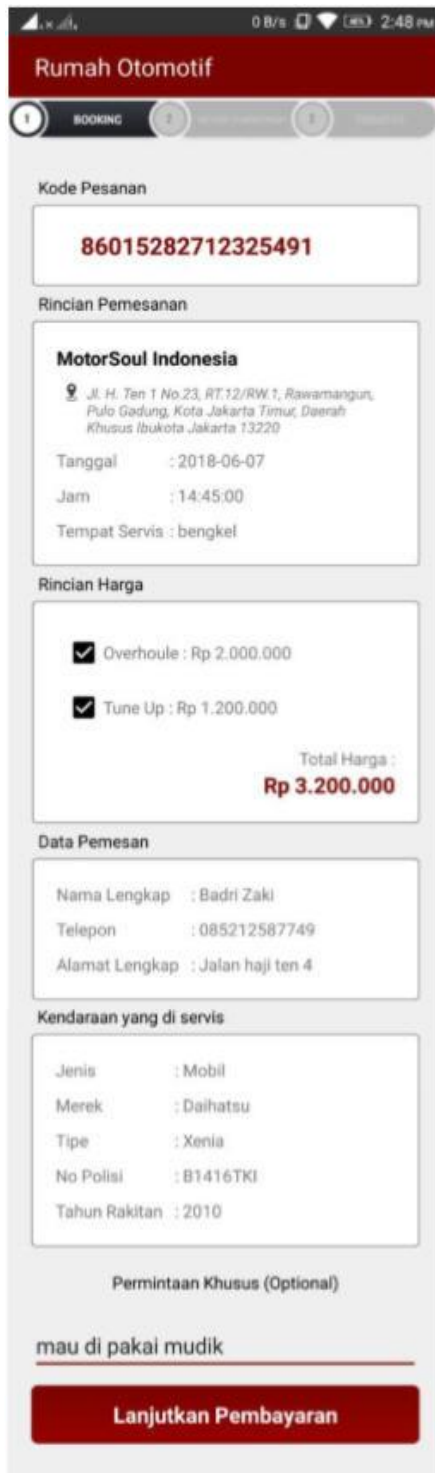 0 B/s 2:48 PM
Rumah Otomotif
1 BOOKING 2 3
Kode Pesanan
86015282712325491
Rincian Pemesanan
MotorSoul Indonesia
Jl. H. Ten 1 No.23, RT.12/RW.1, Rawamangun,
Pulo Gadung, Kota Jakarta Timur, Daerah
Khusus Ibukota Jakarta 13220
Tanggal : 2018-06-07
Jam : 14:45:00
Tempat Servis : bengkel
Rincian Harga
Overhoule : Rp 2.000.000
Tune Up : Rp 1.200.000
Total Harga :
Rp 3.200.000
Data Pemesan
Nama Lengkap : Badri Zaki
Telepon : 085212587749
Alamat Lengkap : Jalan haji ten 4
Kendaraan yang di servis
Jenis : Mobil
Merek : Daihatsu
Tipe : Xenia
No Polisi : B1416TKI
Tahun Rakitan : 2010
Permintaan Khusus (Optional)
mau di pakai mudik
Lanjutkan Pembayaran